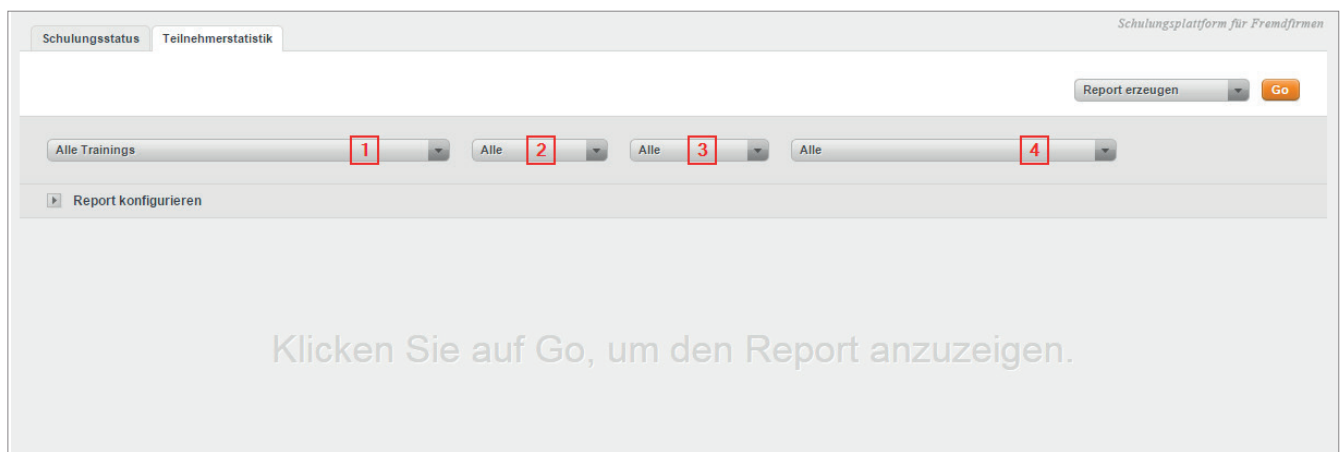 Schulungsplattform für Fremdfirmen
Schulungsstatus Teilnehmerstatistik
Report erzeugen Go
Alle Trainings 1 Alle 2 Alle 3 Alle 4
Report konfigurieren
Klicken Sie auf Go, um den Report anzuzeigen.